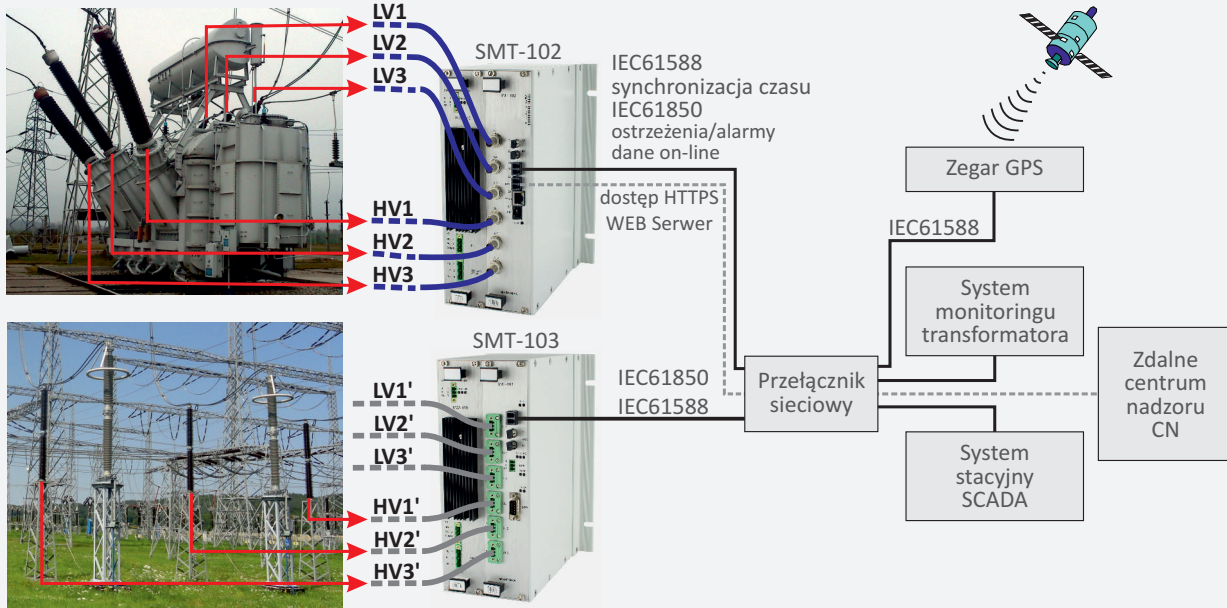 LV1
LV2
LV3
HV1
HV2
HV3
SMT-102
IEC61588
synchronizacja czasu
IEC61850
ostrzeżenia/alarmy
dane on-line
dostęp HTTPS
WEB Serwer
Zegar GPS
IEC61588
System
monitoringu
transformatora
Przełącznik
sieciowy
Zdalne
centrum
nadzoru
CN
System
stacyjny
SCADA
SMT-103
LV1'
LV2'
LV3'
HV1'
HV2'
HV3'
IEC61850
IEC61588